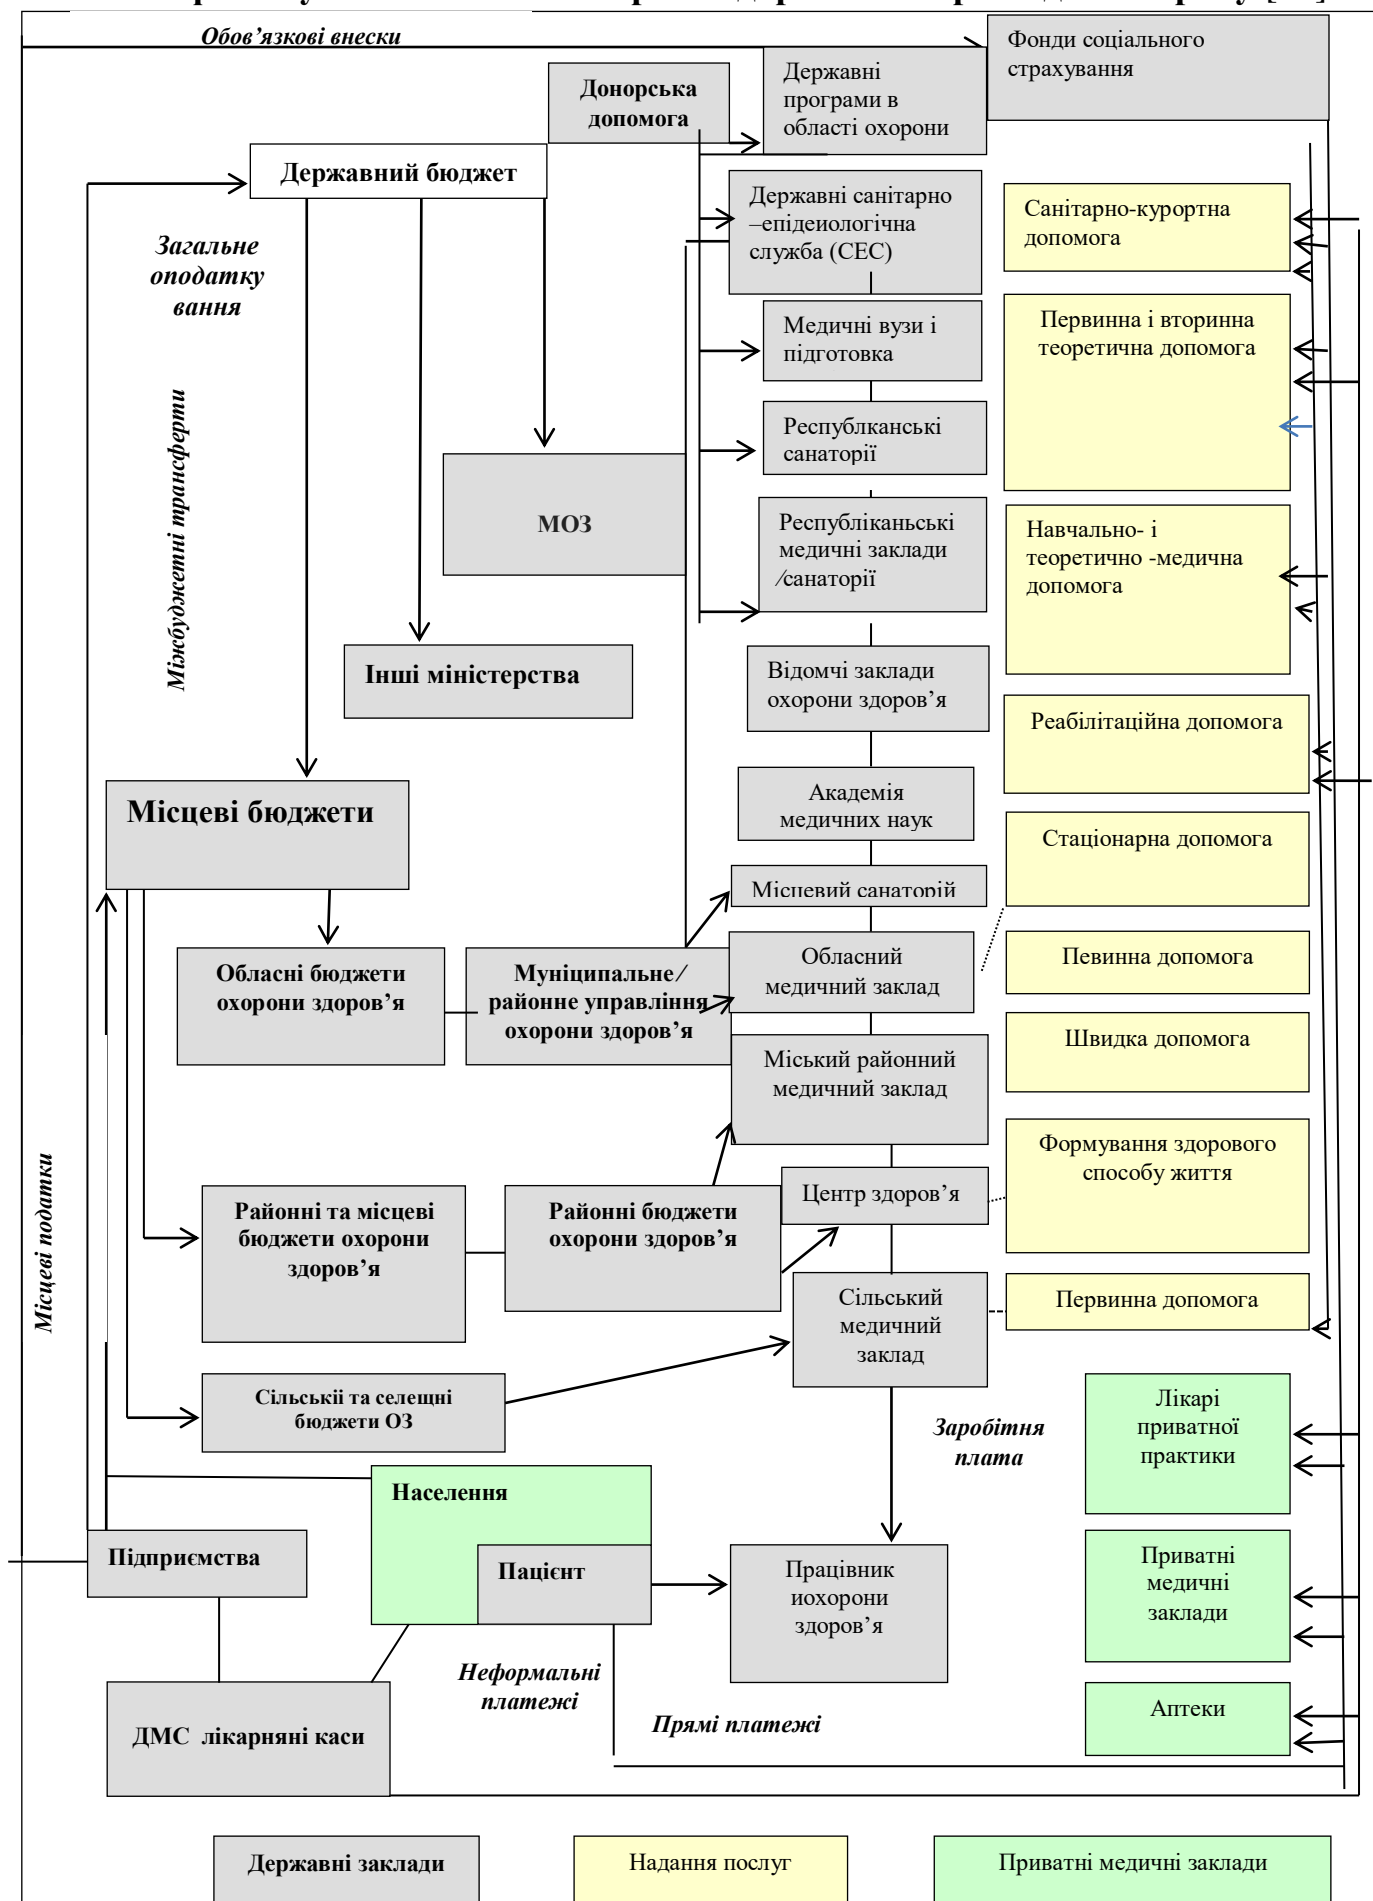 Обов’язкові внески
Фонди соціального
страхування
Державні
програми в
області охорони
Донорська
допомога
Державний бюджет
Державні санітарно
–епідеиологічна
служба (СЕС)
Санітарно-курортна
допомога
Загальне
оподатку
вання
Медичні вузи і
підготовка
Первинна і вторинна
теоретична допомога
Міжбуджетні трансферти
Республканські
санаторії
МОЗ
Республіканьські
медичні заклади
/санаторії
Навчально- і
теоретично -медична
допомога
Інші міністерства
Відомчі заклади
охорони здоров’я
Реабілітаційна допомога
Місцеві бюджети
Академія
медичних наук
Стаціонарна допомога
Місцевий санаторій
Обласні бюджети
охорони здоров’я
Муніципальне/
районне управління
охорони здоров’я
Обласний
медичний заклад
Певинна допомога
Міський районний
медичний заклад
Швидка допомога
Місцеві податки
Районні та місцеві
бюджети охорони
здоров’я
Районні бюджети
охорони здоров’я
Центр здоров’я
Формування здорового
способу життя
Сільський
медичний
заклад
Первинна допомога
Сільськіі та селещні
бюджети ОЗ
Заробітня
плата
Лікарі
приватної
практики
Населення
Пацієнт
Підприємства
Працівник
иохорони
здоров’я
Приватні
медичні
заклади
Неформальні
платежі
Прямі платежі
ДМС лікарняні каси
Аптеки
Державні заклади
Надання послуг
Приватні медичні заклади